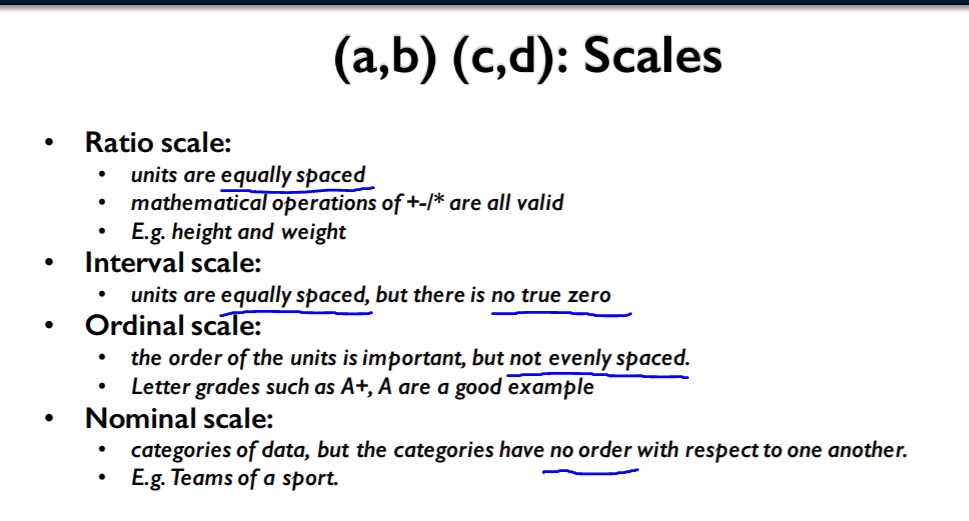 (a,b) (c,d): Scales
• Ratio scale:
• units are equally spaced
• mathematical operations of +-/* are all valid
• E.g. height and weight
• Interval scale:
• units are equally spaced, but there is no true zero
• Ordinal scale:
• the order of the units is important, but not evenly spaced.
• Letter grades such as A+, A are a good example
• Nominal scale:
• categories of data, but the categories have no order with respect to one another.
• E.g. Teams of a sport.